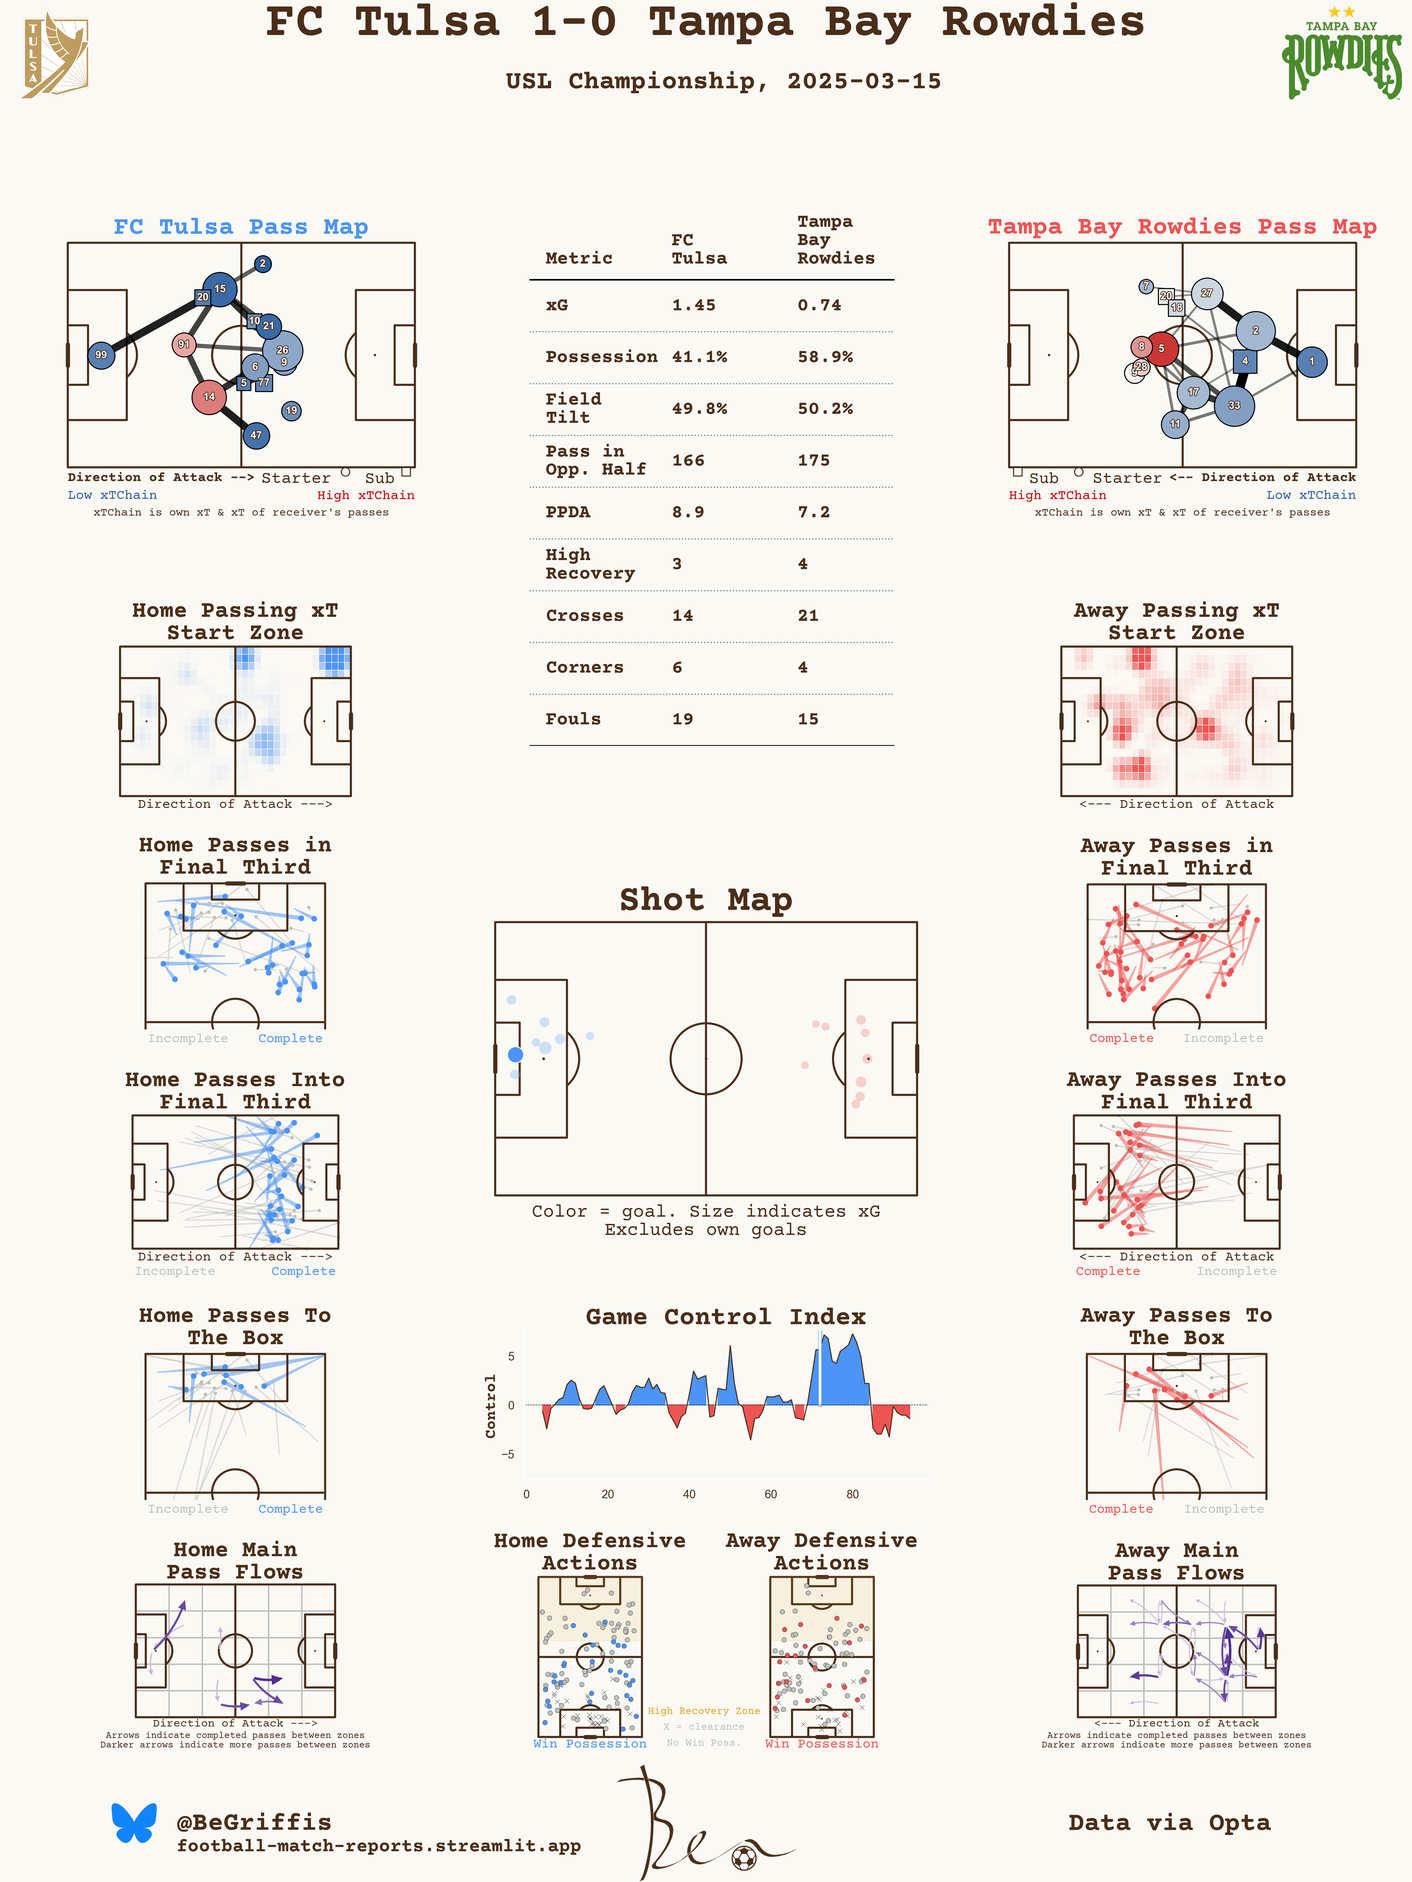 FC Tulsa 1-0 Tampa Bay Rowdies
USL Championship, 2025-03-15
TULSA
TAMPA BAY
ROWDIES
FC Tulsa Pass Map
2
15
20
10
21
91
26
9
99
6
5
77
14
19
47
Direction of Attack --> Starter Sub
Low xTChain High xTChain
xTChain is own xT & xT of receiver's passes
Metric FC Tulsa Tampa Bay Rowdies
xG 1.45 0.74
Possession 41.1% 58.9%
Field Tilt 49.8% 50.2%
Pass in Opp. Half 166 175
PPDA 8.9 7.2
High Recovery 3 4
Crosses 14 21
Corners 6 4
Fouls 19 15
Tampa Bay Rowdies Pass Map
7
20
27
18
2
8
5
4
1
9
28
17
33
11
Sub Starter <-- Direction of Attack
High xTChain Low xTChain
xTChain is own xT & xT of receiver's passes
Home Passing xT
Start Zone
Direction of Attack --->
Away Passing xT
Start Zone
<--- Direction of Attack
Home Passes in
Final Third
Incomplete Complete
Away Passes in
Final Third
Complete Incomplete
Shot Map
Color = goal. Size indicates xG
Excludes own goals
Home Passes Into
Final Third
Direction of Attack --->
Incomplete Complete
Away Passes Into
Final Third
<--- Direction of Attack
Complete Incomplete
Game Control Index
Control
5
0
-5
0 20 40 60 80
Home Passes To
The Box
Incomplete Complete
Away Passes To
The Box
Complete Incomplete
Home Main
Pass Flows
Direction of Attack --->
Arrows indicate completed passes between zones
Darker arrows indicate more passes between zones
Home Defensive
Actions
Win Possession
Away Defensive
Actions
Win Possession
High Recovery Zone
X = clearance
No Win Poss.
Away Main
Pass Flows
<--- Direction of Attack
Arrows indicate completed passes between zones
Darker arrows indicate more passes between zones
@BeGriffis
football-match-reports.streamlit.app
Ben
Data via Opta